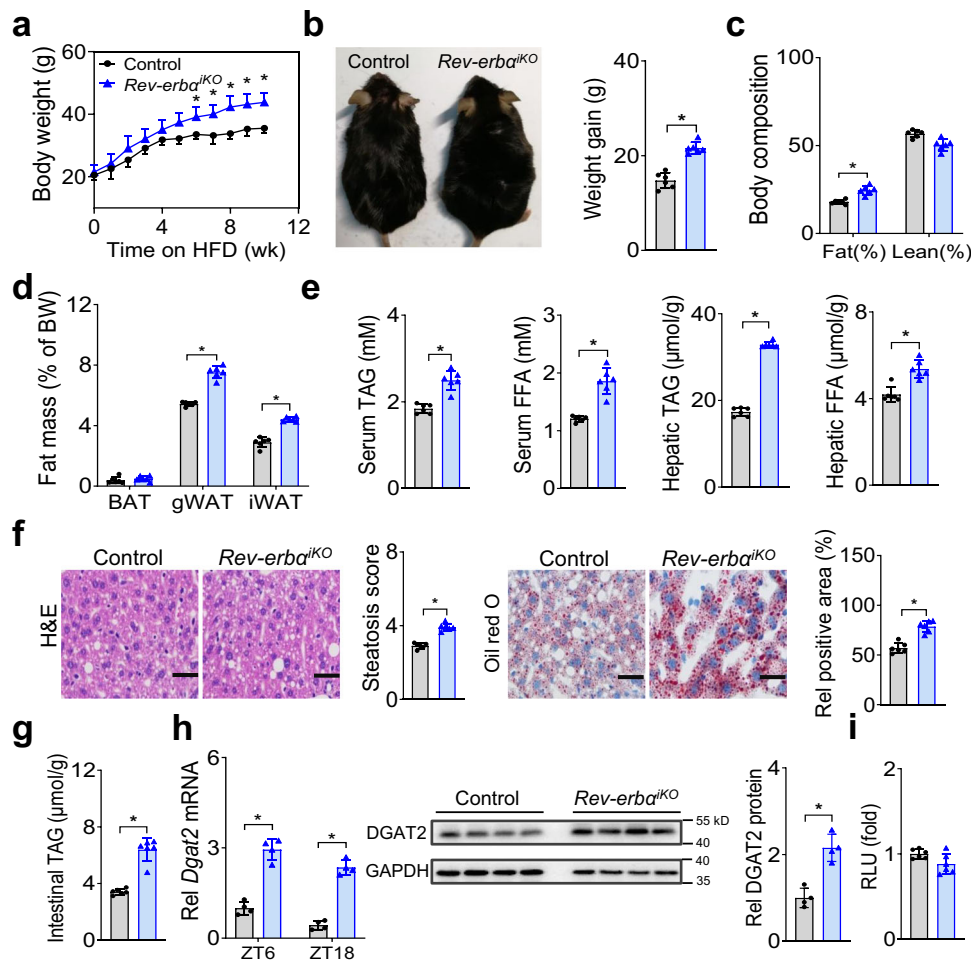 a
Body weight (g)
60
40
20
0
4
8
12
Time on HFD (wk)
Control
Rev-erbα^iKO
* * * * *
b
Control
Rev-erbα^iKO
Weight gain (g)
40
20
0
*
c
Body composition
100
50
0
*
Fat(%) Lean(%)
d
Fat mass (% of BW)
12
8
4
0
*
*
BAT gWAT iWAT
e
Serum TAG (mM)
4
2
0
*
Serum FFA (mM)
3
2
1
0
*
Hepatic TAG (μmol/g)
40
20
0
*
Hepatic FFA (μmol/g)
9
6
3
0
*
f
Control
Rev-erbα^iKO
H&E
Steatosis score
6
4
2
0
*
Control
Rev-erbα^iKO
Oil red O
Rel positive area (%)
150
100
50
0
*
g
Intestinal TAG (μmol/g)
12
8
4
0
*
h
Rel Dgat2 mRNA
6
3
0
*
*
ZT6 ZT18
Control
Rev-erbα^iKO
DGAT2
55 kD
40
GAPDH
40
35
Rel DGAT2 protein
4
2
0
*
i
RLU (fold)
2
1
0